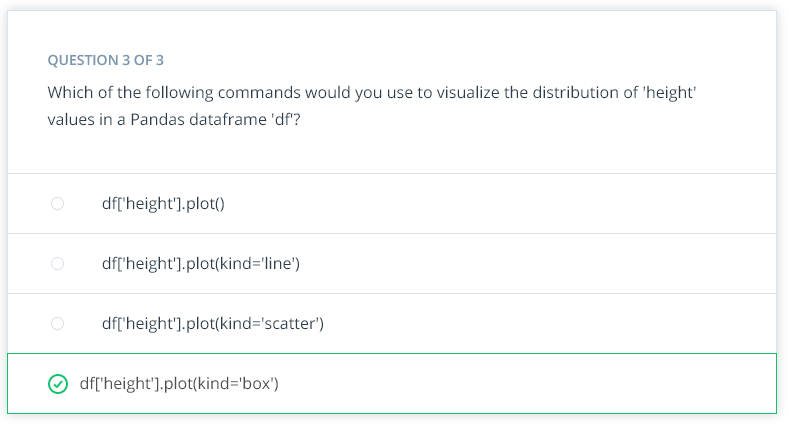 QUESTION 3 OF 3
Which of the following commands would you use to visualize the distribution of 'height'
values in a Pandas dataframe 'df'?
df['height'].plot()
df['height'].plot(kind='line')
df['height'].plot(kind='scatter')
df['height'].plot(kind='box')